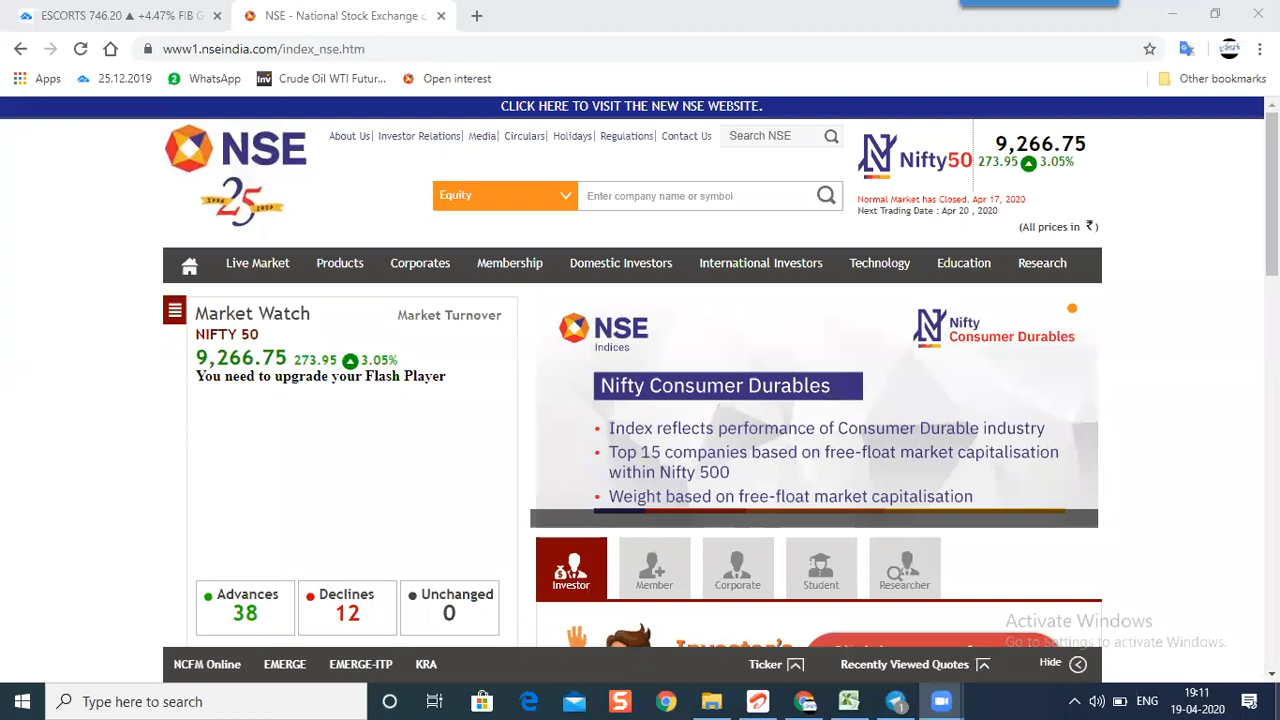 ESCORTS 746.20 ▲ +4.47% FIB G
NSE - National Stock Exchange o
www1.nseindia.com/index_nse.htm
Apps
25.12.2019
2 WhatsApp
Inv Crude Oil WTI Futur...
Open interest
Other bookmarks
CLICK HERE TO VISIT THE NEW NSE WEBSITE.
NSE
25
About Us| Investor Relations| Media| Circulars| Holidays| Regulations| Contact Us
Search NSE
Equity
Enter company name or symbol
Nifty50
9,266.75
273.95 3.05%
Normal Market has Closed. Apr 17, 2020
Next Trading Date : Apr 20 , 2020
(All prices in ₹ )
Live Market Products Corporates Membership Domestic Investors International Investors Technology Education Research
Market Watch
Market Turnover
NIFTY 50
9,266.75 273.95 3.05%
You need to upgrade your Flash Player
Advances
38
Declines
12
Unchanged
0
NSE
Indices
Nifty
Consumer Durables
Nifty Consumer Durables
• Index reflects performance of Consumer Durable industry
• Top 15 companies based on free-float market capitalisation
within Nifty 500
• Weight based on free-float market capitalisation
Investor
Member
Corporate
Student
Researcher
Investor's
Activate Windows
Go to Settings to activate Windows.
NCFM Online EMERGE EMERGE-ITP KRA
Ticker
Recently Viewed Quotes
Hide
Type here to search
ENG
19:11
19-04-2020